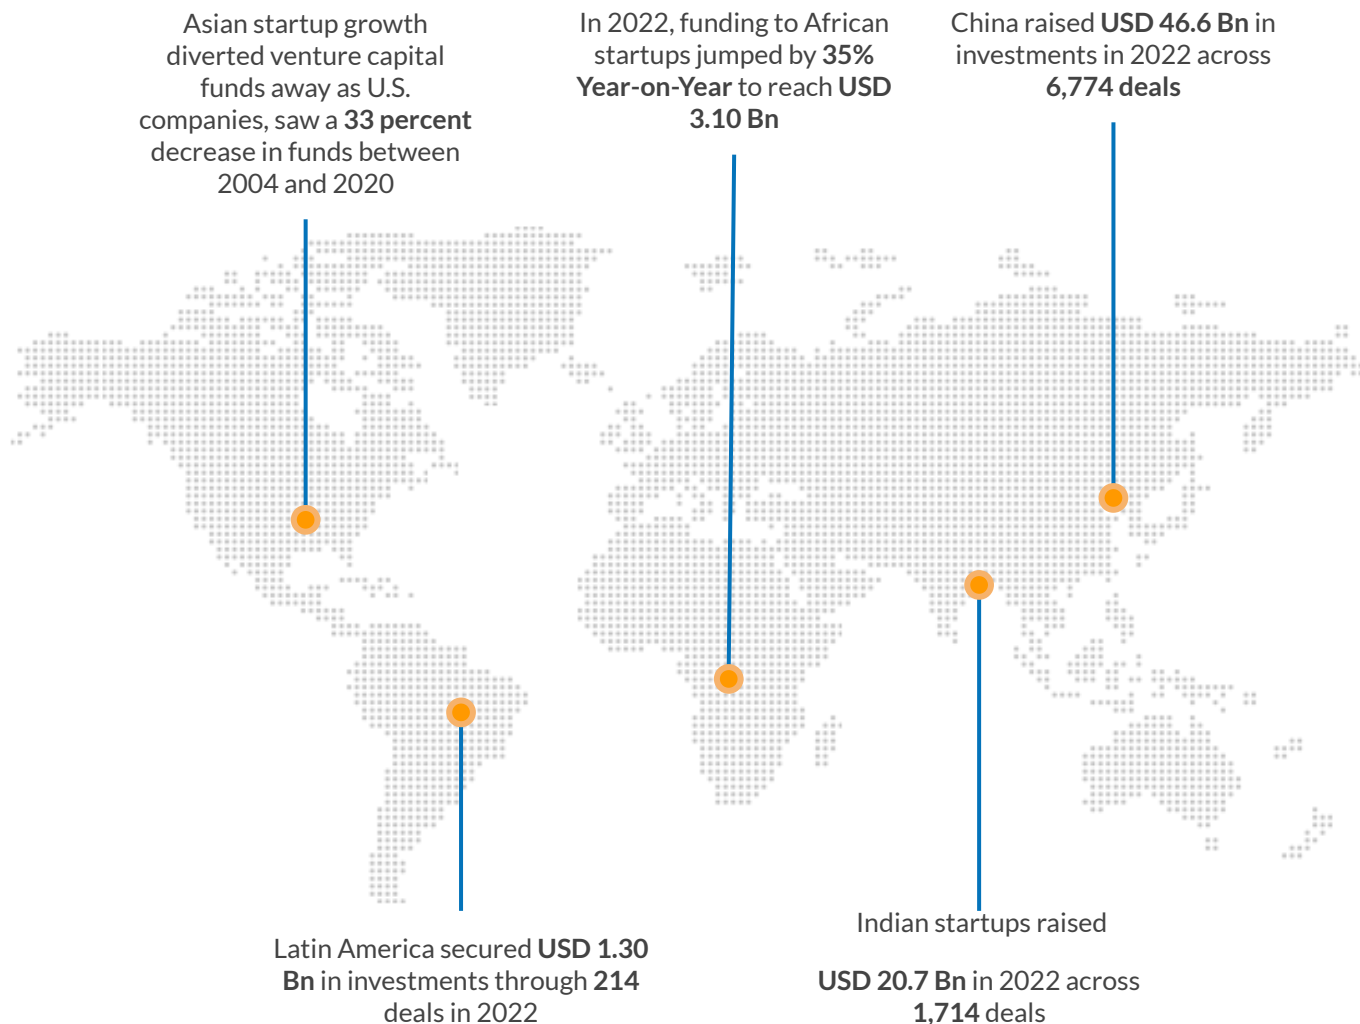 Asian startup growth
diverted venture capital
funds away as U.S.
companies, saw a 33 percent
decrease in funds between
2004 and 2020
In 2022, funding to African
startups jumped by 35%
Year-on-Year to reach USD
3.10 Bn
China raised USD 46.6 Bn in
investments in 2022 across
6,774 deals
Latin America secured USD 1.30
Bn in investments through 214
deals in 2022
Indian startups raised
USD 20.7 Bn in 2022 across
1,714 deals